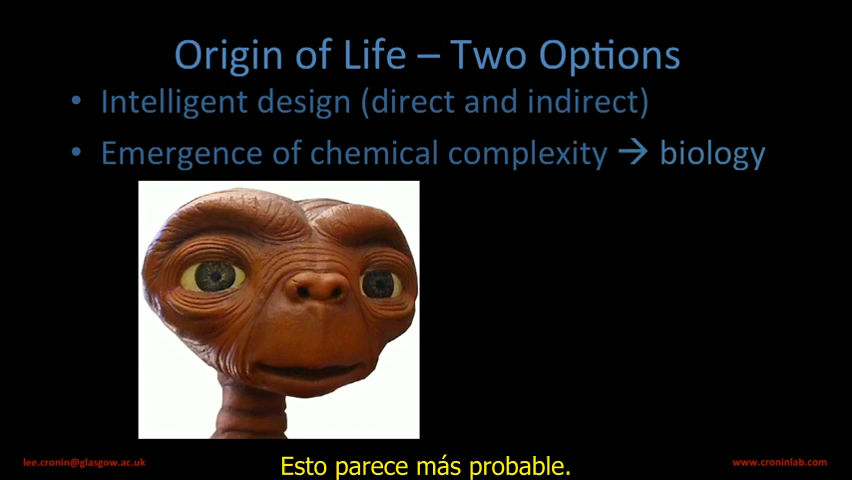 Origin of Life – Two Options
• Intelligent design (direct and indirect)
• Emergence of chemical complexity → biology
lee.cronin@glasgow.ac.uk
Esto parece más probable.
www.croninlab.com